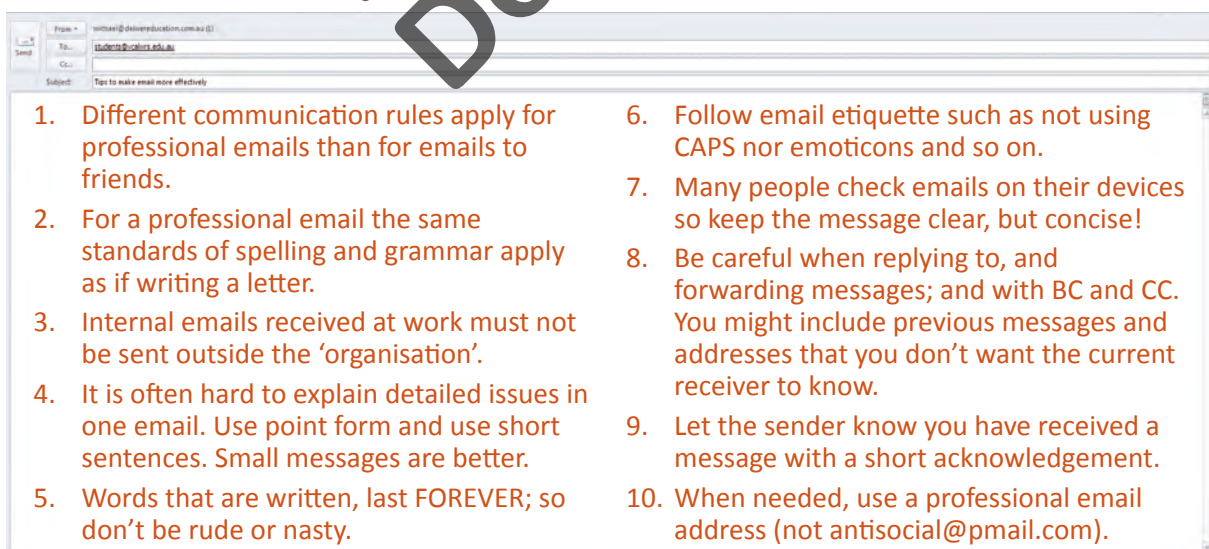 From
michael@delivereducation.com.au (I)
Send
To...
students@vcalvrs.edu.au
Cc...
Subject:
Tips to make email more effectively
1. Different communication rules apply for
professional emails than for emails to
friends.
2. For a professional email the same
standards of spelling and grammar apply
as if writing a letter.
3. Internal emails received at work must not
be sent outside the ‘organisation’.
4. It is often hard to explain detailed issues in
one email. Use point form and use short
sentences. Small messages are better.
5. Words that are written, last FOREVER; so
don’t be rude or nasty.
6. Follow email etiquette such as not using
CAPS nor emoticons and so on.
7. Many people check emails on their devices
so keep the message clear, but concise!
8. Be careful when replying to, and
forwarding messages; and with BC and CC.
You might include previous messages and
addresses that you don’t want the current
receiver to know.
9. Let the sender know you have received a
message with a short acknowledgement.
10. When needed, use a professional email
address (not antisocial@pmail.com).